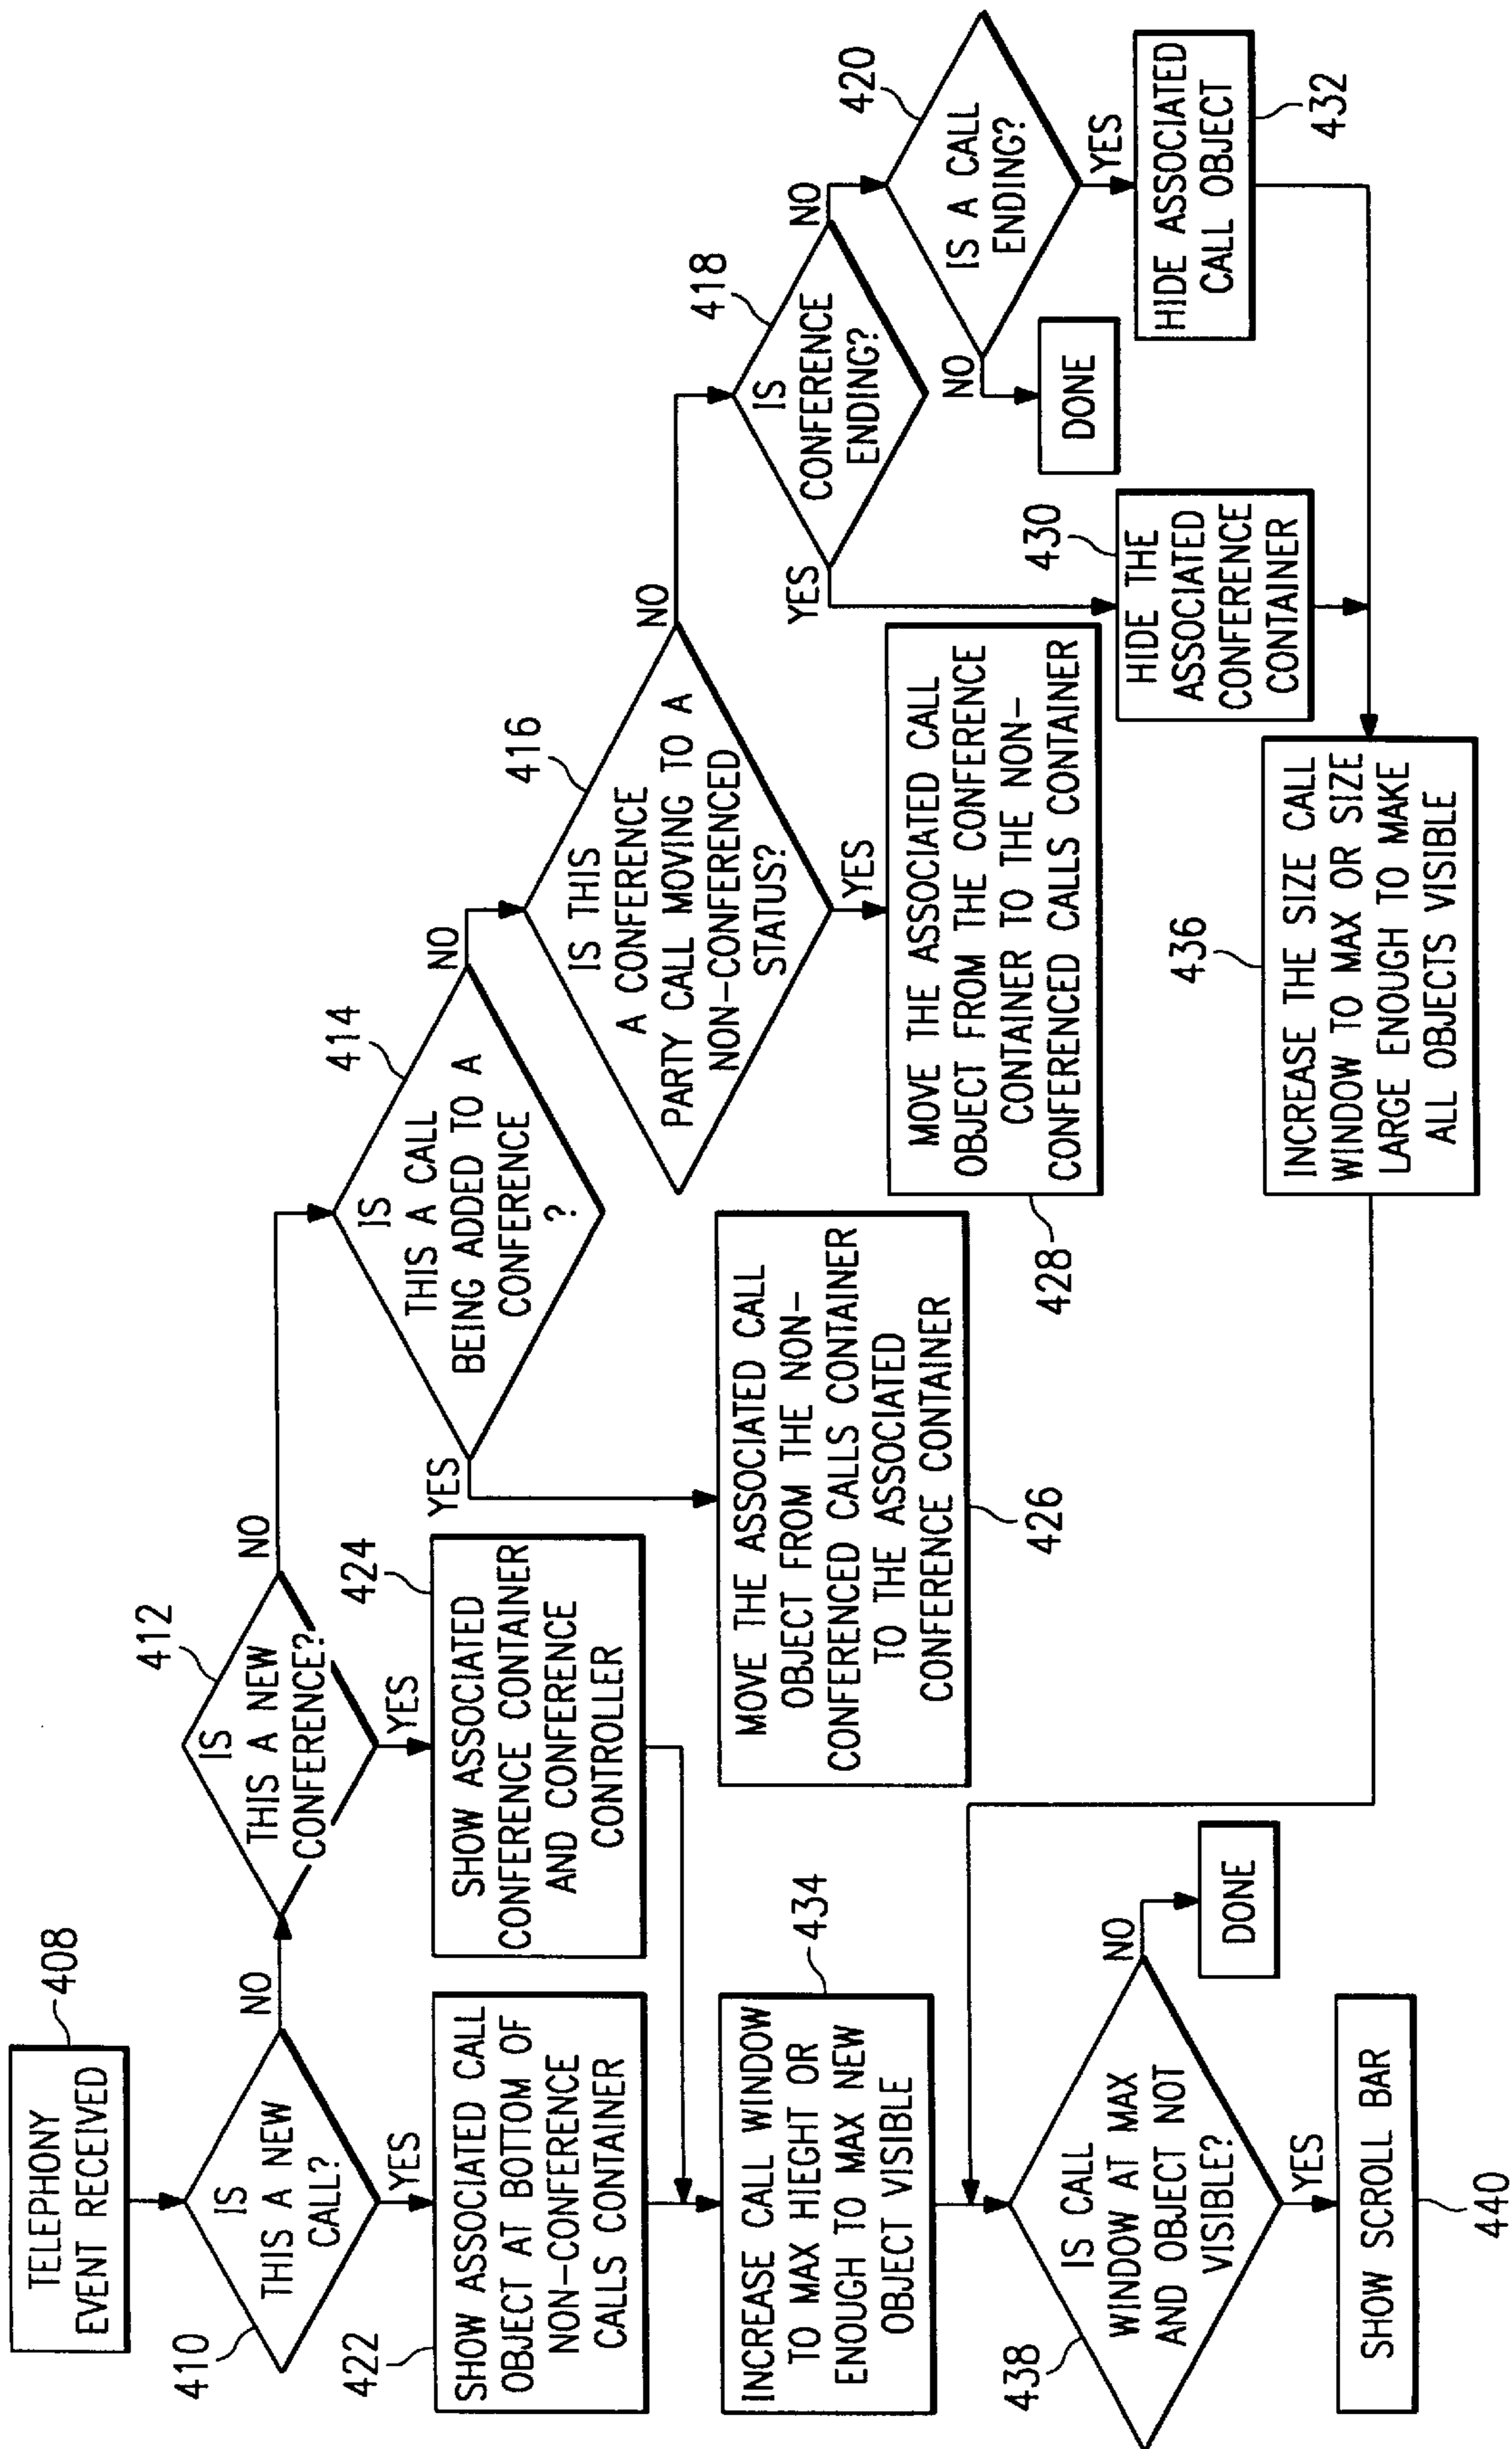 TELEPHONY
EVENT RECEIVED
408
410
IS
THIS A NEW
CALL?
NO
YES
412
IS
THIS A NEW
CONFERENCE?
NO
YES
414
IS
THIS A CALL
BEING ADDED TO A
CONFERENCE
?
NO
YES
416
IS THIS
A CONFERENCE
PARTY CALL MOVING TO A
NON-CONFERENCED
STATUS?
NO
YES
418
IS
CONFERENCE
ENDING?
NO
YES
420
IS A CALL
ENDING?
NO
YES
DONE
422
SHOW ASSOCIATED CALL
OBJECT AT BOTTOM OF
NON-CONFERENCE
CALLS CONTAINER
424
SHOW ASSOCIATED
CONFERENCE CONTAINER
AND CONFERENCE
CONTROLLER
MOVE THE ASSOCIATED CALL
OBJECT FROM THE NON-
CONFERENCED CALLS CONTAINER
TO THE ASSOCIATED
CONFERENCE CONTAINER
426
MOVE THE ASSOCIATED CALL
OBJECT FROM THE CONFERENCE
CONTAINER TO THE NON-
CONFERENCED CALLS CONTAINER
428
430
HIDE THE
ASSOCIATED
CONFERENCE
CONTAINER
HIDE ASSOCIATED
CALL OBJECT
432
INCREASE CALL WINDOW
TO MAX HIEGHT OR
ENOUGH TO MAX NEW
OBJECT VISIBLE
434
436
INCREASE THE SIZE CALL
WINDOW TO MAX OR SIZE
LARGE ENOUGH TO MAKE
ALL OBJECTS VISIBLE
438
IS CALL
WINDOW AT MAX
AND OBJECT NOT
VISIBLE?
NO
YES
DONE
SHOW SCROLL BAR
440